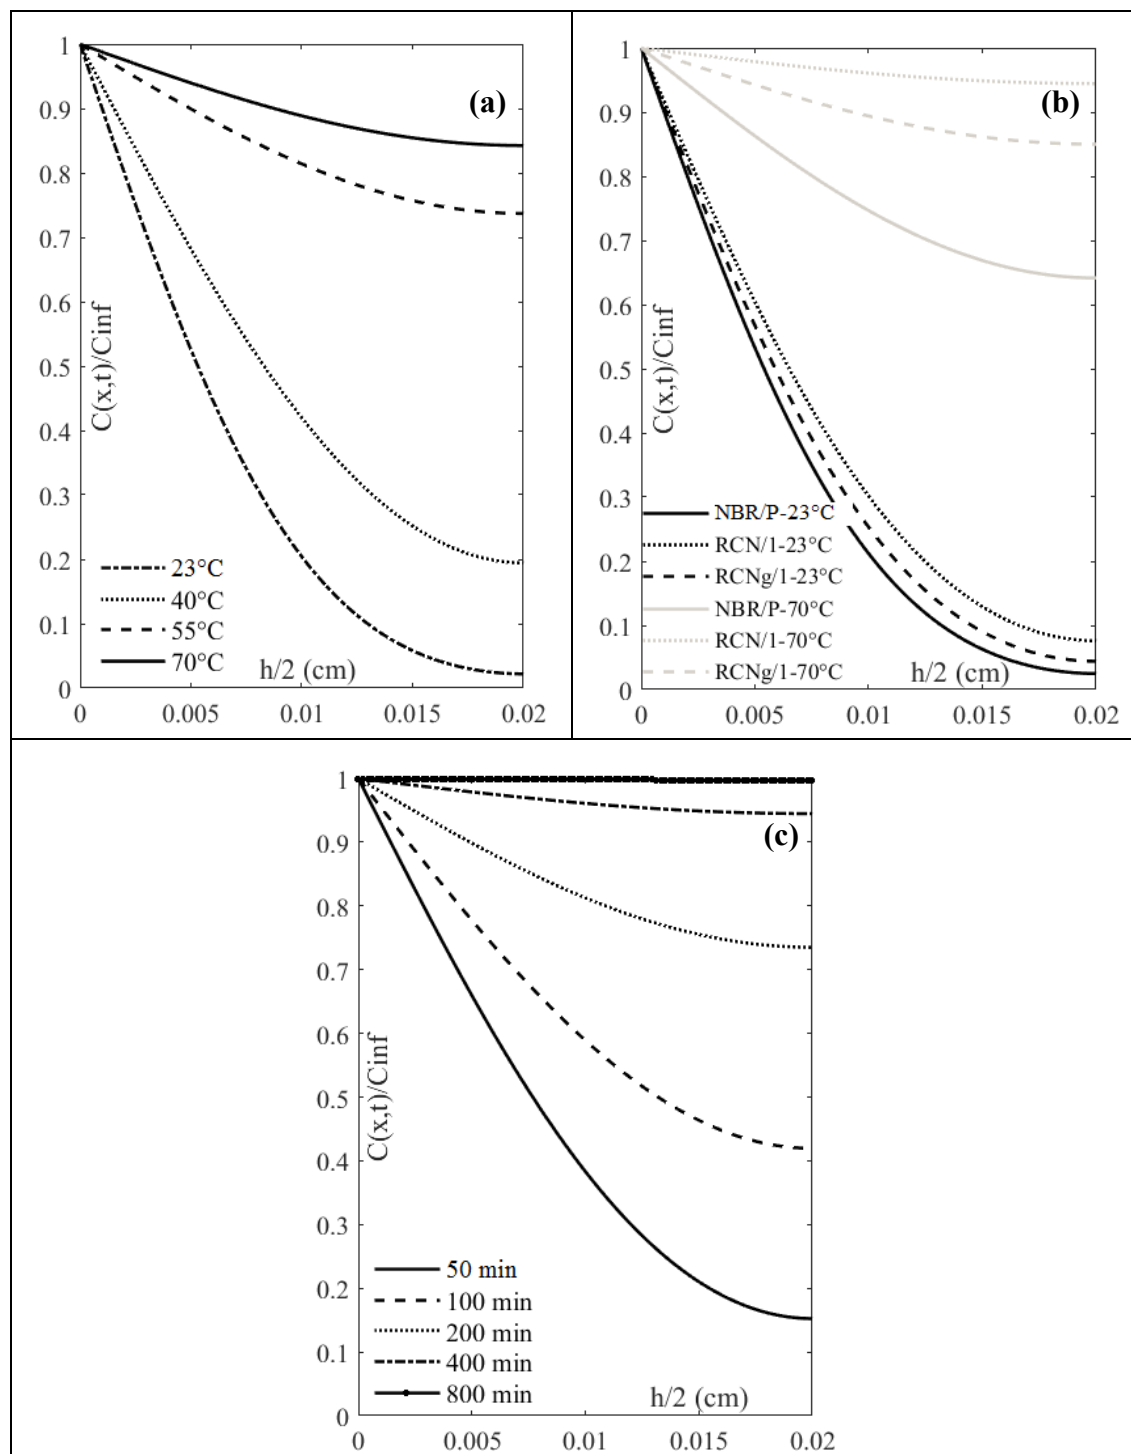 (a)
1
0.9
0.8
0.7
0.6
0.5
0.4
0.3
0.2
0.1
0
C(x,t)/Cinf
23°C
40°C
55°C
70°C
h/2 (cm)
0 0.005 0.01 0.015 0.02
(b)
1
0.9
0.8
0.7
0.6
0.5
0.4
0.3
0.2
0.1
0
C(x,t)/Cinf
NBR/P-23°C
RCN/1-23°C
RCNg/1-23°C
NBR/P-70°C
RCN/1-70°C
RCNg/1-70°C
h/2 (cm)
0 0.005 0.01 0.015 0.02
(c)
1
0.9
0.8
0.7
0.6
0.5
0.4
0.3
0.2
0.1
0
C(x,t)/Cinf
50 min
100 min
200 min
400 min
800 min
h/2 (cm)
0 0.005 0.01 0.015 0.02